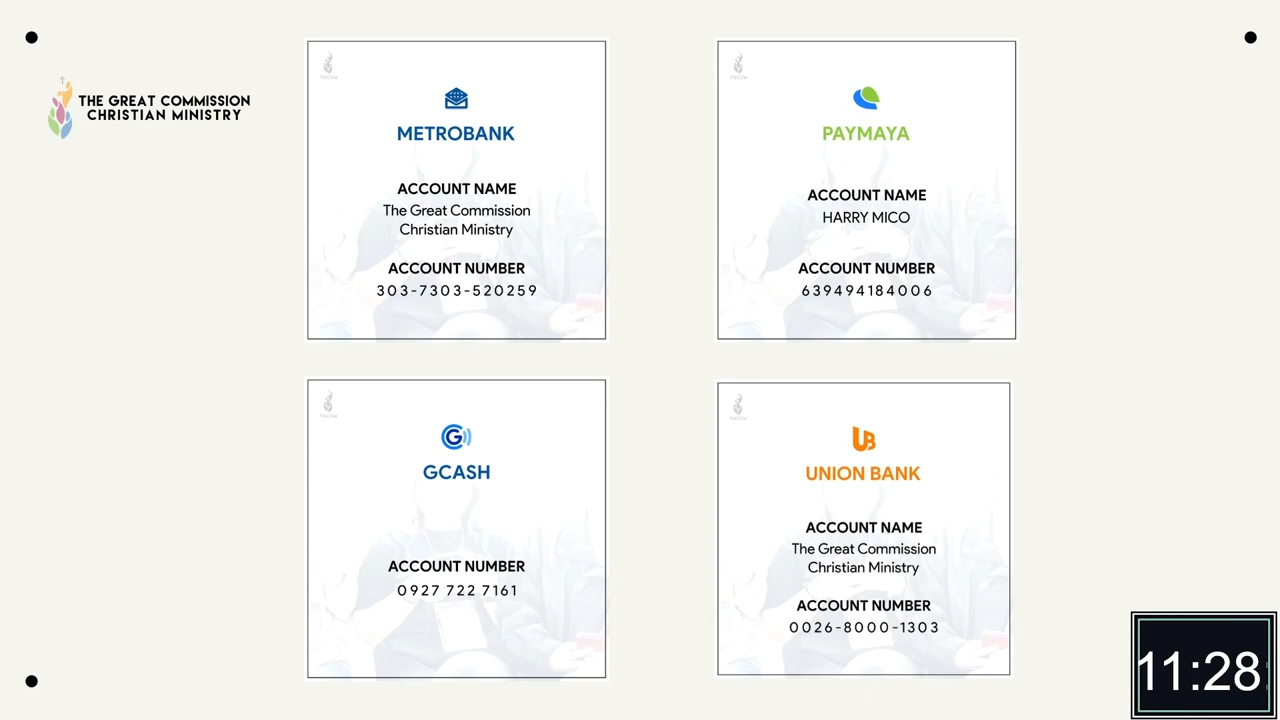 THE GREAT COMMISSION
CHRISTIAN MINISTRY
METROBANK
ACCOUNT NAME
The Great Commission
Christian Ministry
ACCOUNT NUMBER
303-7303-520259
PAYMAYA
ACCOUNT NAME
HARRY MICO
ACCOUNT NUMBER
639494184006
GCASH
ACCOUNT NUMBER
0927 722 7161
UNION BANK
ACCOUNT NAME
The Great Commission
Christian Ministry
ACCOUNT NUMBER
0026-8000-1303
11:28